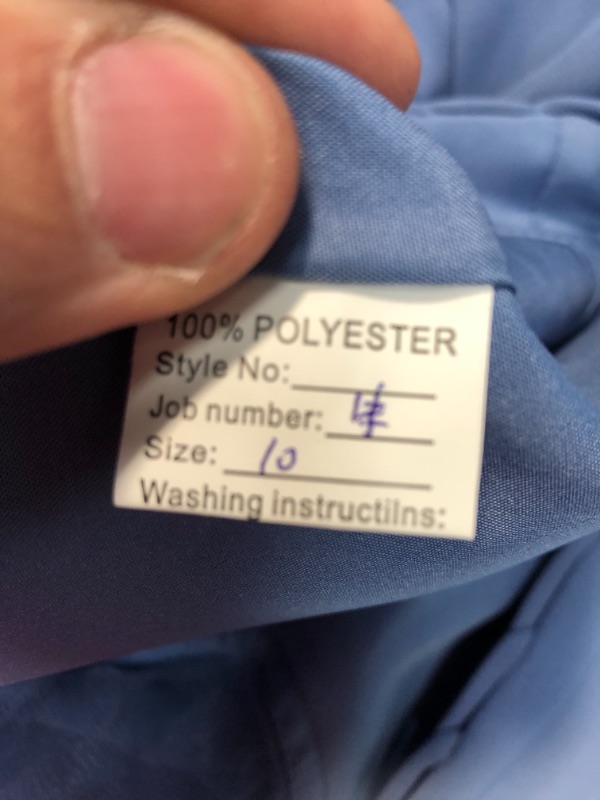 100% POLYESTER
Style No:
Job number:
Size: 10
Washing instructilns: